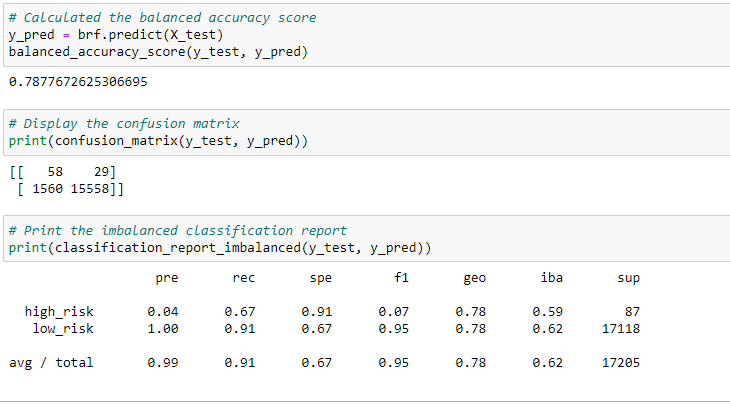 # Calculated the balanced accuracy score
y_pred = brf.predict(X_test)
balanced_accuracy_score(y_test, y_pred)
0.7877672625306695
# Display the confusion matrix
print(confusion_matrix(y_test, y_pred))
[[   58    29]
 [ 1560 15558]]
# Print the imbalanced classification report
print(classification_report_imbalanced(y_test, y_pred))
pre rec spe f1 geo iba sup
high_risk 0.04 0.67 0.91 0.07 0.78 0.59 87
low_risk 1.00 0.91 0.67 0.95 0.78 0.62 17118
avg / total 0.99 0.91 0.67 0.95 0.78 0.62 17205